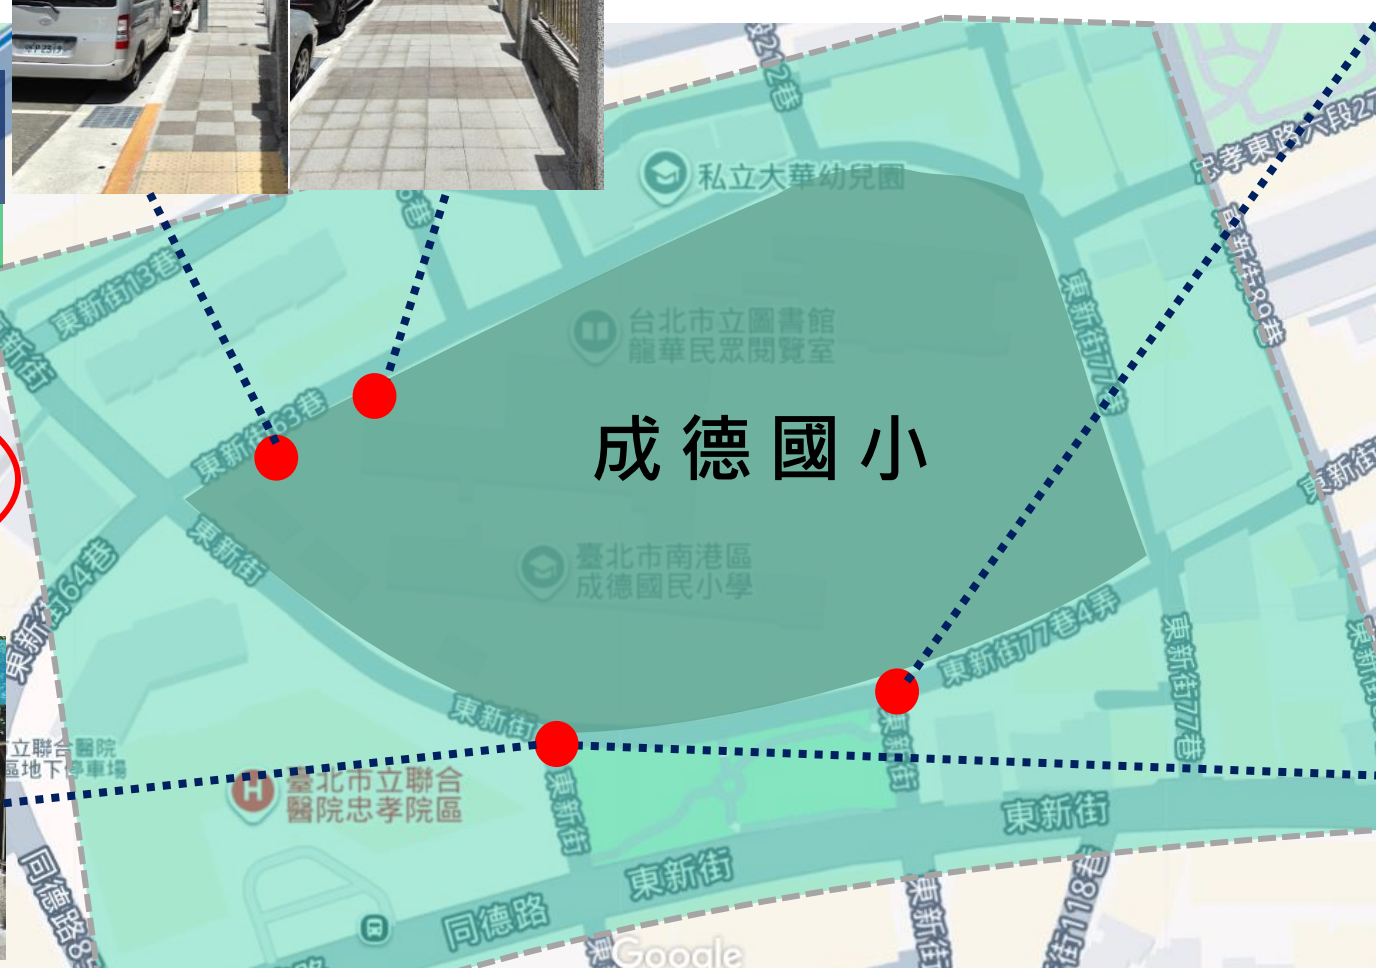 私立大華幼兒園
忠孝東路六段27
東新街13巷
東新街77巷
台北市立圖書館
龍華民眾閱覽室
成德國小
東新街63巷
東新街
臺北市南港區
成德國民小學
東新街64巷
東新街77巷4弄
東新街77巷
東新街
立聯合醫院
區地下停車場
臺北市立聯合
醫院忠孝院區
東新街
東新街
東新街
東新街
同德路
同德路8
東新街
街118巷
Google